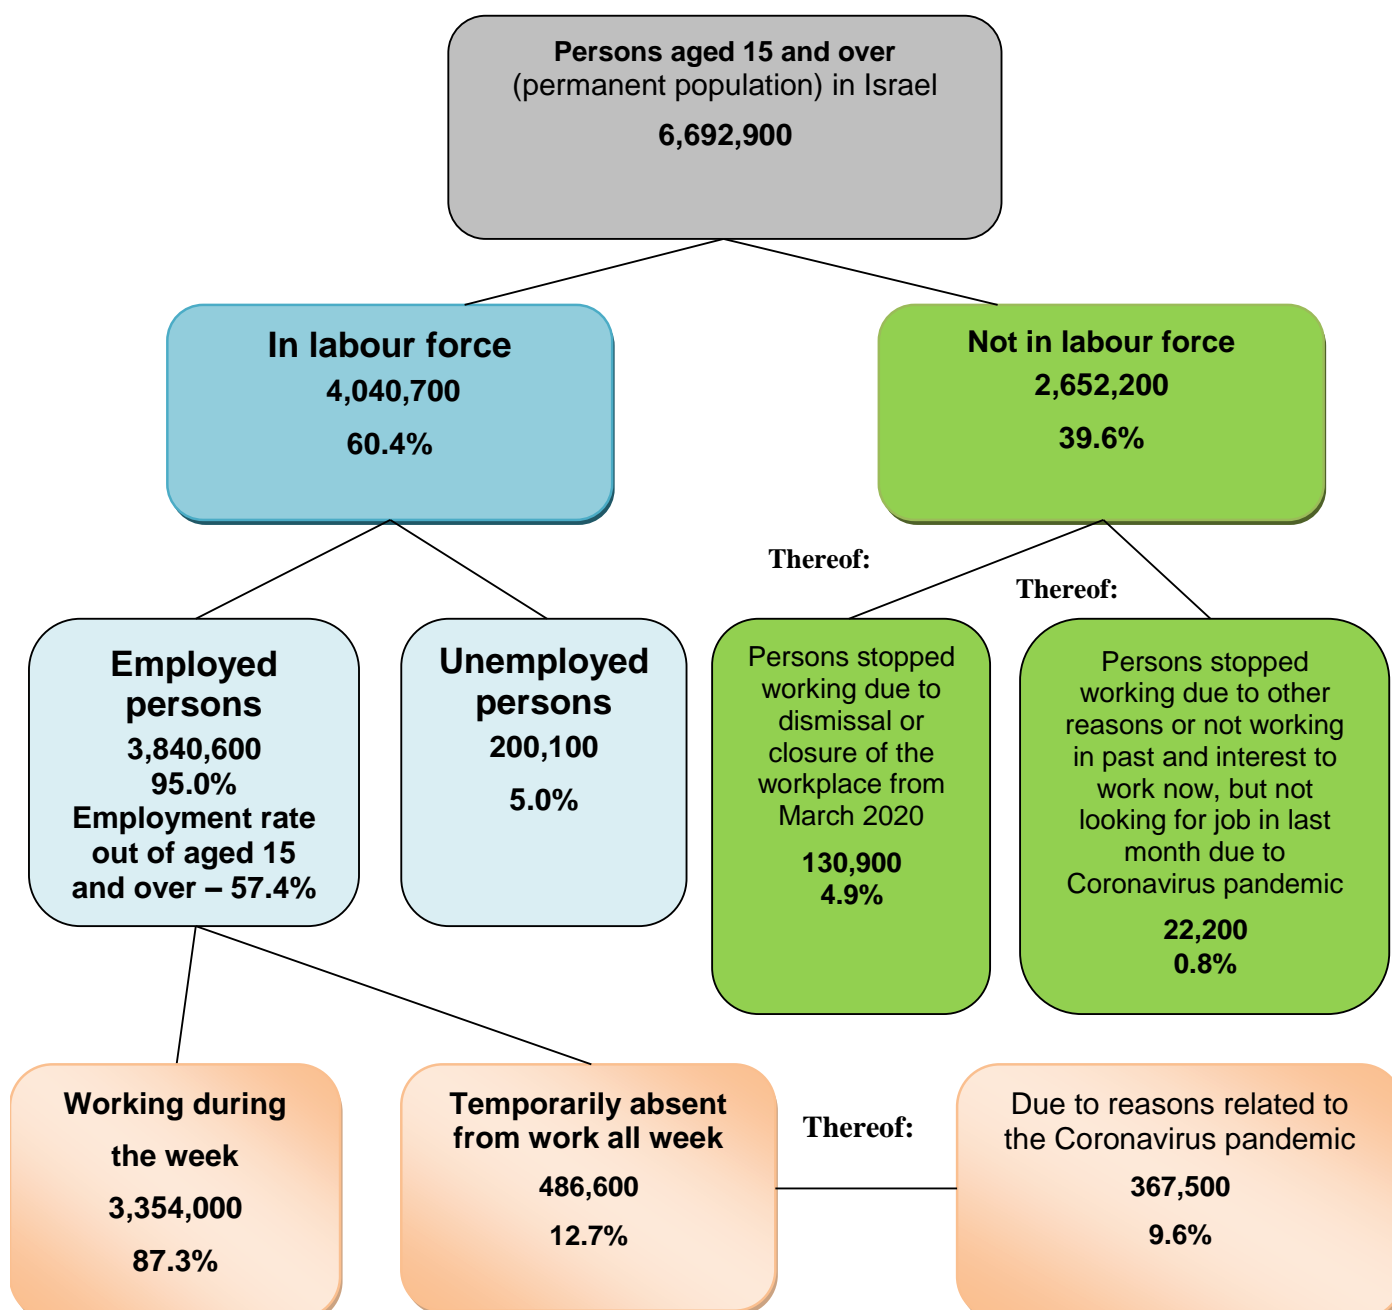 Persons aged 15 and over
(permanent population) in Israel
6,692,900
In labour force
4,040,700
60.4%
Not in labour force
2,652,200
39.6%
Thereof:
Thereof:
Employed
persons
3,840,600
95.0%
Employment rate
out of aged 15
and over – 57.4%
Unemployed
persons
200,100
5.0%
Persons stopped
working due to
dismissal or
closure of the
workplace from
March 2020
130,900
4.9%
Persons stopped
working due to other
reasons or not working
in past and interest to
work now, but not
looking for job in last
month due to
Coronavirus pandemic
22,200
0.8%
Working during
the week
3,354,000
87.3%
Temporarily absent
from work all week
486,600
12.7%
Thereof:
Due to reasons related to
the Coronavirus pandemic
367,500
9.6%